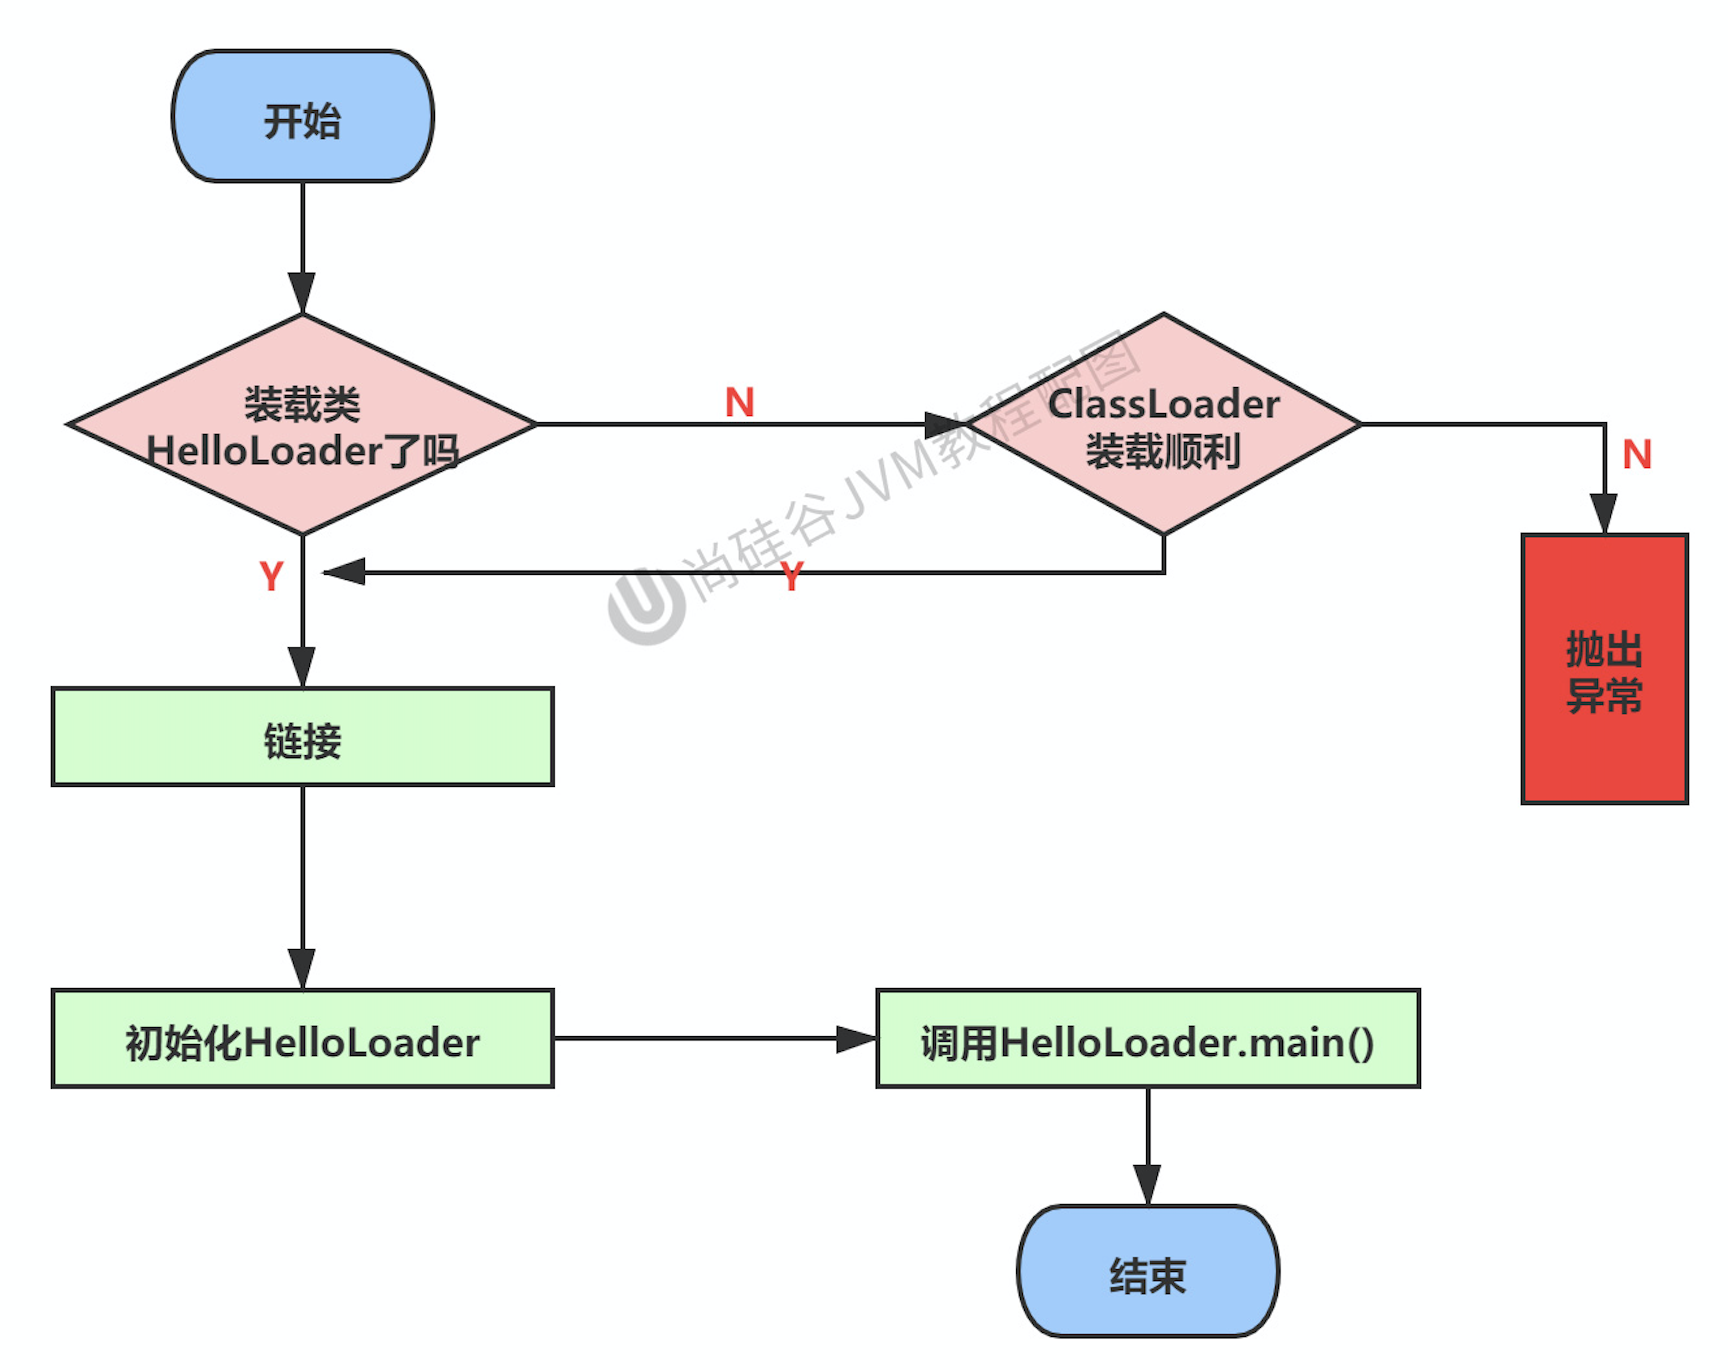 开始
装载类
HelloLoader了吗
N
ClassLoader
装载顺利
N
Y
Y
尚硅谷JVM教程配图
链接
抛出
异常
初始化HelloLoader
调用HelloLoader.main()
结束